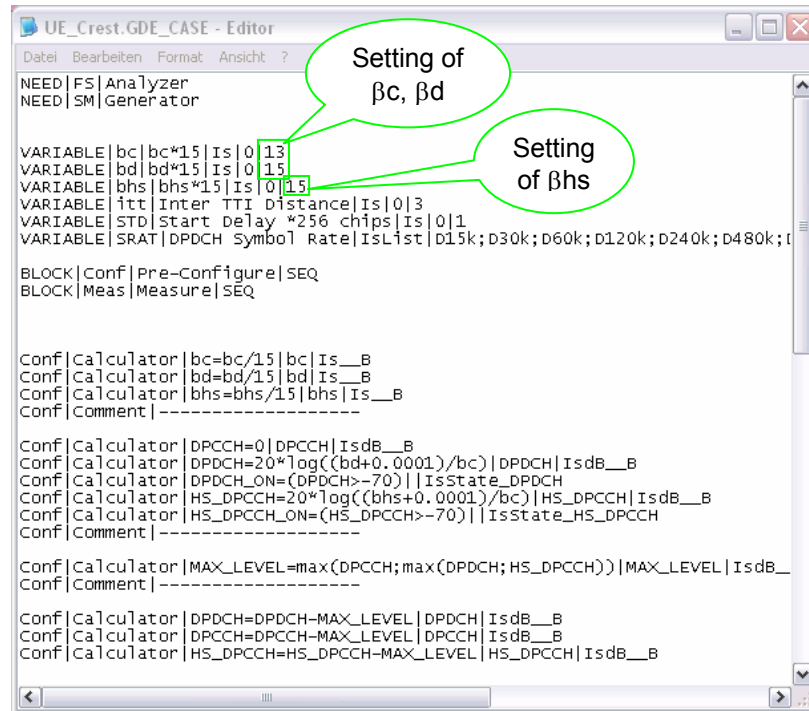 UE_Crest.GDE_CASE - Editor
Datei Bearbeiten Format Ansicht ?
Setting of
βc, βd
NEED|FS|Analyzer
NEED|SM|Generator
Setting
of βhs
VARIABLE|bc|bc*15|Is|0|13
VARIABLE|bd|bd*15|Is|0|15
VARIABLE|bhs|bhs*15|Is|0|15
VARIABLE|itt|Inter TTI Distance|Is|0|3
VARIABLE|STD|Start Delay *256 chips|Is|0|1
VARIABLE|SRAT|DPDCH Symbol Rate|IsList|D15k;D30k;D60k;D120k;D240k;D480k;
BLOCK|Conf|Pre-Configure|SEQ
BLOCK|Meas|Measure|SEQ
Conf|Calculator|bc=bc/15|bc|Is__B
Conf|Calculator|bd=bd/15|bd|Is__B
Conf|Calculator|bhs=bhs/15|bhs|Is__B
Conf|Comment|-------------------
Conf|Calculator|DPCCH=0|DPCCH|IsdB__B
Conf|Calculator|DPDCH=20*log((bd+0.0001)/bc)|DPDCH|IsdB__B
Conf|Calculator|DPDCH_ON=(DPDCH>-70)||IsState_DPDCH
Conf|Calculator|HS_DPCCH=20*log((bhs+0.0001)/bc)|HS_DPCCH|IsdB__B
Conf|Calculator|HS_DPCCH_ON=(HS_DPCCH>-70)||IsState_HS_DPCCH
Conf|Comment|-------------------
Conf|Calculator|MAX_LEVEL=max(DPCCH;max(DPDCH;HS_DPCCH))|MAX_LEVEL|IsdB_
Conf|Comment|-------------------
Conf|Calculator|DPDCH=DPDCH-MAX_LEVEL|DPDCH|IsdB__B
Conf|Calculator|DPCCH=DPCCH-MAX_LEVEL|DPCCH|IsdB__B
Conf|Calculator|HS_DPCCH=HS_DPCCH-MAX_LEVEL|HS_DPCCH|IsdB__B